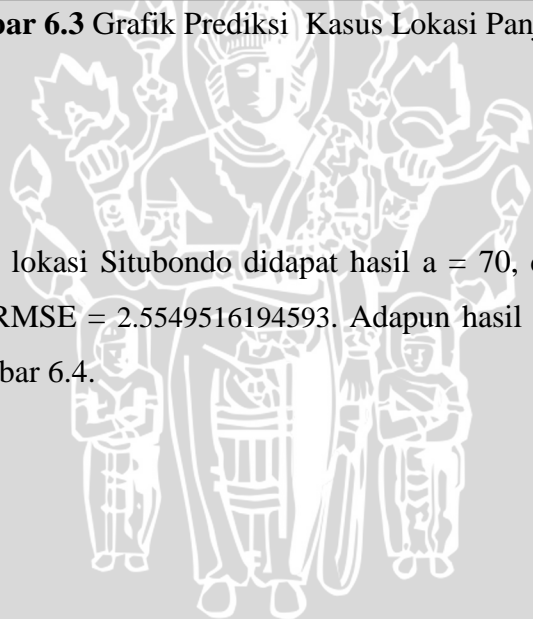 bar 6.3 Grafik Prediksi Kasus Lokasi Pan
lokasi Situbondo didapat hasil a = 70,
RMSE = 2.5549516194593. Adapun hasil
bar 6.4.